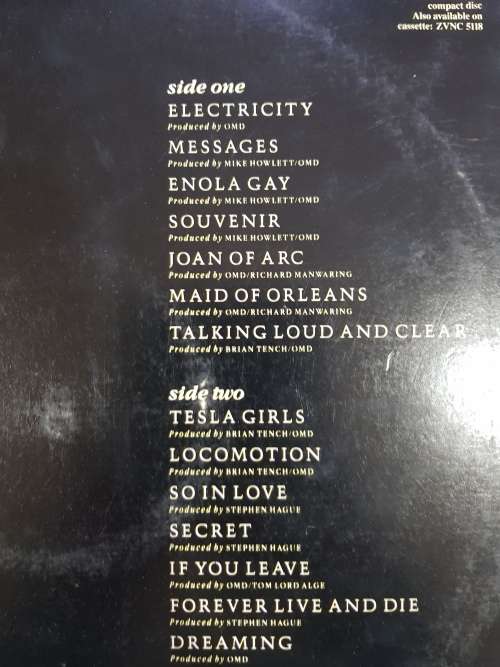 compact disc
Also available on
cassette: ZVNC 5118
side one
ELECTRICITY
Produced by OMD
MESSAGES
Produced by MIKE HOWLETT/OMD
ENOLA GAY
Produced by MIKE HOWLETT/OMD
SOUVENIR
Produced by MIKE HOWLETT/OMD
JOAN OF ARC
Produced by OMD/RICHARD MANWARING
MAID OF ORLEANS
Produced by OMD/RICHARD MANWARING
TALKING LOUD AND CLEAR
Produced by BRIAN TENCH/OMD
side two
TESLA GIRLS
Produced by BRIAN TENCH/OMD
LOCOMOTION
Produced by BRIAN TENCH/OMD
SO IN LOVE
Produced by STEPHEN HAGUE
SECRET
Produced by STEPHEN HAGUE
IF YOU LEAVE
Produced by OMD/TOM LORD ALGE
FOREVER LIVE AND DIE
Produced by STEPHEN HAGUE
DREAMING
Produced by OMD